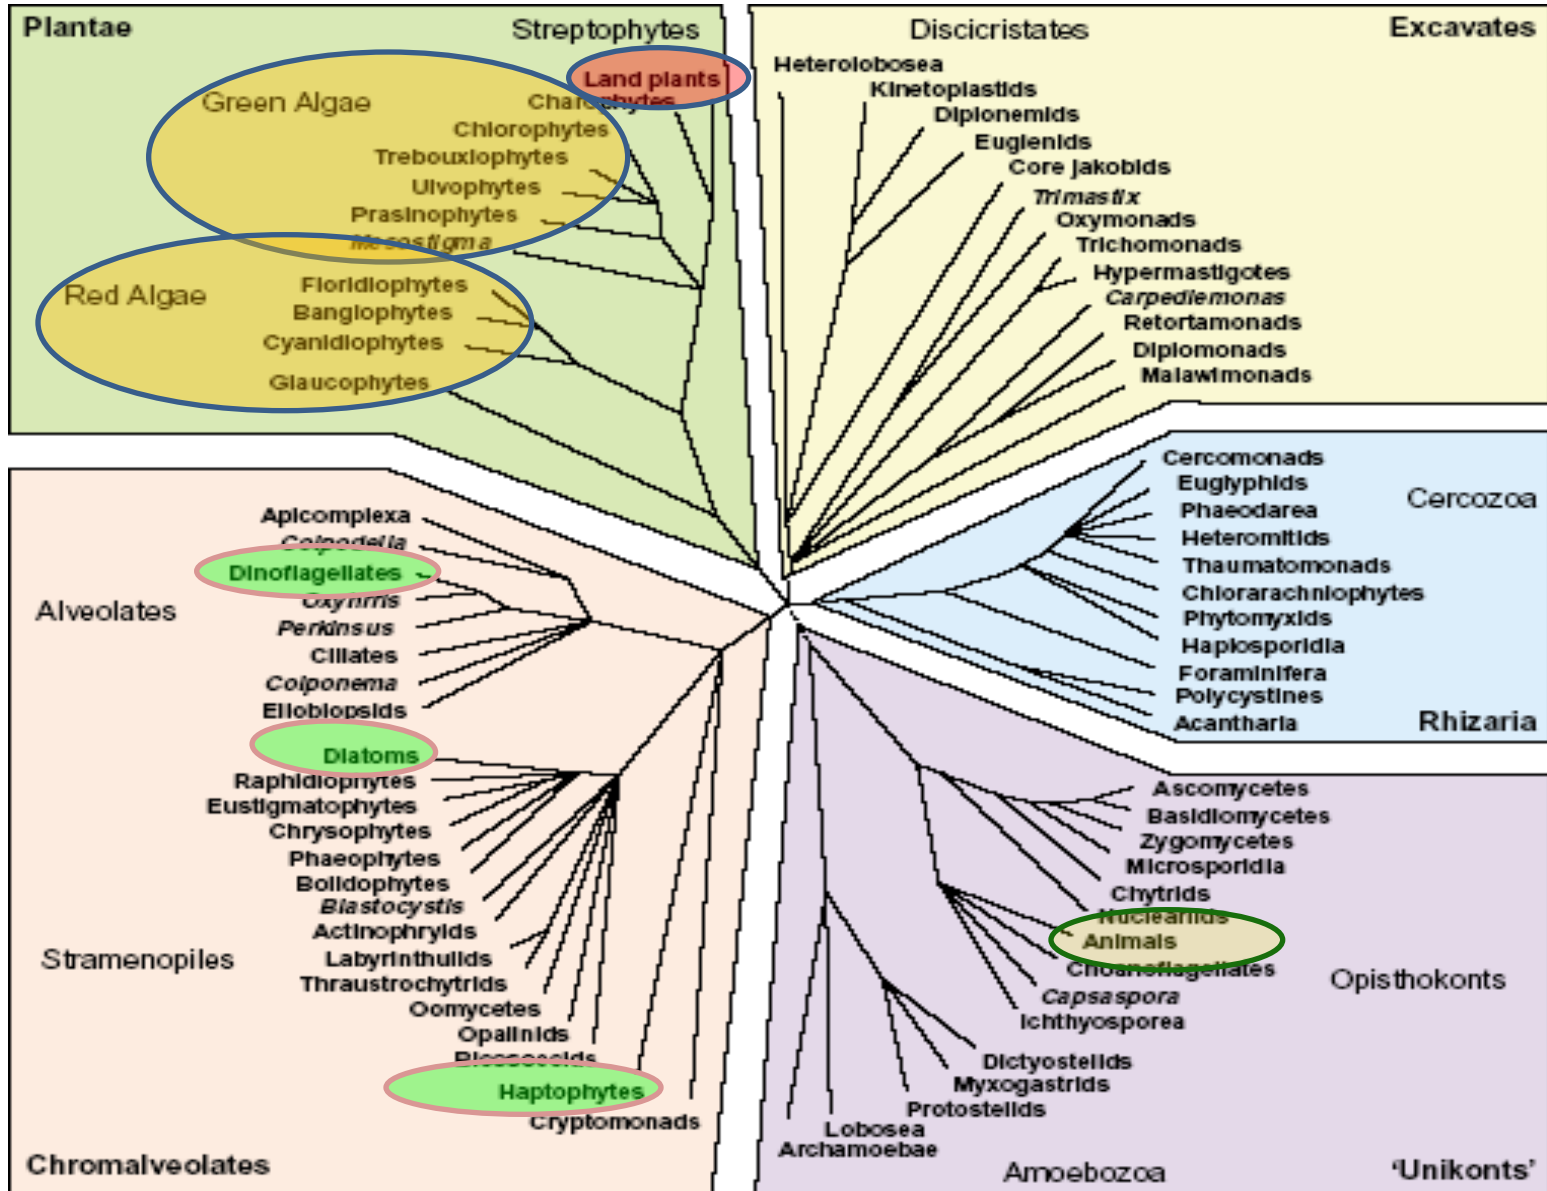 Plantae
Streptophytes
Land plants
Charophytes
Green Algae
Chlorophytes
Trebouxiophytes
Ulvophytes
Prasinophytes
Mesostigma
Red Algae
Floridiophytes
Bangiophytes
Cyanidiophytes
Glaucophytes
Discicristates
Excavates
Heterolobosea
Kinetoplastids
Diplonemids
Euglenids
Core jakobids
Trimastix
Oxymonads
Trichomonads
Hypermastigotes
Carpediemonas
Retortamonads
Diplomonads
Malawimonads
Cercomonads
Euglyphids
Cercozoa
Phaeodarea
Heteromitids
Thaumatomonads
Chlorarachniophytes
Phytomyxids
Haplosporidia
Foraminifera
Polycystines
Acantharia
Rhizaria
Apicomplexa
Colpodella
Dinoflagellates
Oxyrrhis
Alveolates
Perkinsus
Ciliates
Colponema
Ellobiopsids
Diatoms
Raphidiophytes
Eustigmatophytes
Chrysophytes
Phaeophytes
Bolidophytes
Blastocystis
Actinophryids
Stramenopiles
Labyrinthulids
Thraustrochytrids
Oomycetes
Opalinids
Bicosoecids
Haptophytes
Cryptomonads
Chromalveolates
Ascomycetes
Basidiomycetes
Zygomycetes
Microsporidia
Chytrids
Nucleariids
Animals
Choanoflagellates
Opisthokonts
Capsaspora
Ichthyosporea
Dictyostelids
Myxogastrids
Protostelids
Lobosea
Archamoebae
Amoebozoa
'Unikonts'